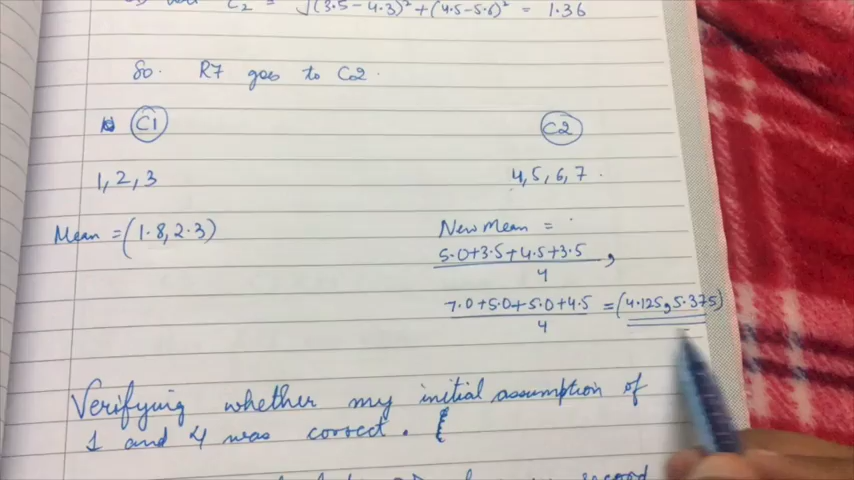 C2 = √(3.5-4.3)² + (4.5-5.6)² = 1.36
So. R7 goes to C02.
C1
C2
1, 2, 3
4, 5, 6, 7.
Mean = (1.8, 2.3)
New Mean =
5.0+3.5+4.5+3.5
4
,
7.0+5.0+5.0+4.5 = (4.125, 5.375)
4
Verifying whether my initial assumption of
1 and 4 was correct.
second